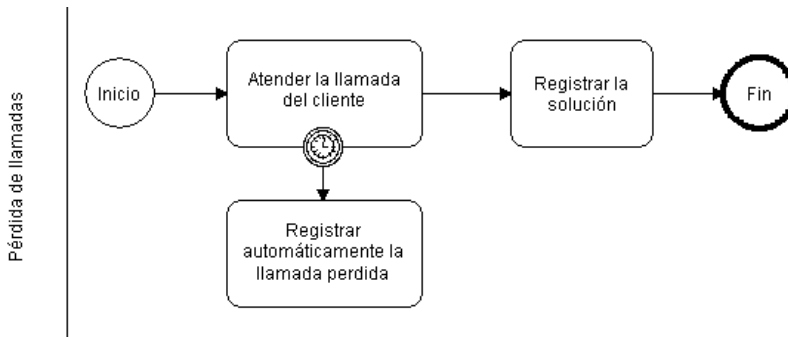 Pérdida de llamadas
Inicio
Atender la llamada
del cliente
Registrar la
solución
Fin
Registrar
automáticamente la
llamada perdida